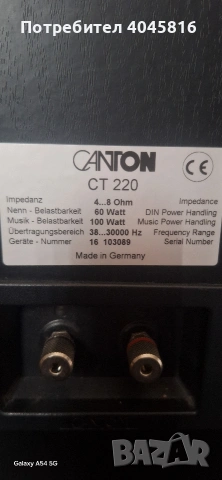 Потребител 4045816
CANTON
CE
CT 220
Impedanz 4...8 Ohm Impedance
Nenn - Belastbarkeit 60 Watt DIN Power Handling
Musik - Belastbarkeit 100 Watt Music Power Handling
Übertragungsbereich 38...30000 Hz Frequency Range
Geräte - Nummer 16 103089 Serial Number
Made in Germany
Galaxy A54 5G
BAZAR
.bg